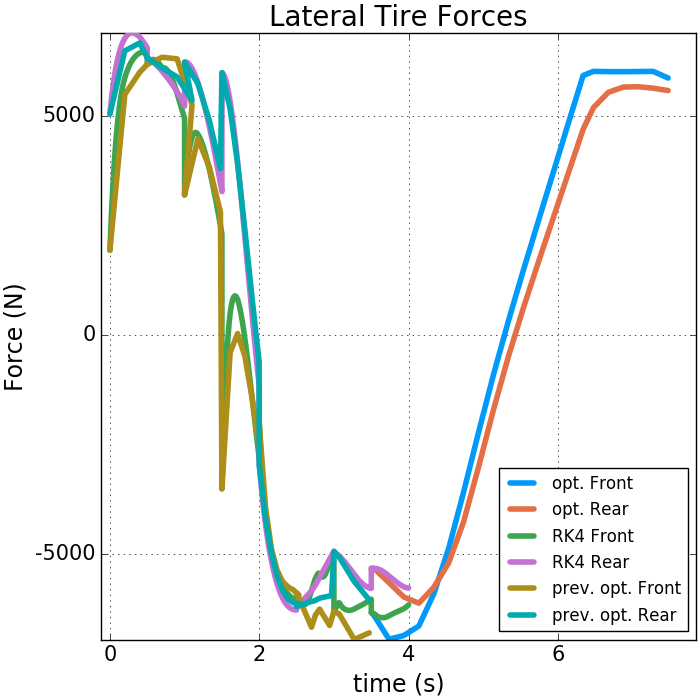 Lateral Tire Forces
Force (N)
5000
0
-5000
0 2 4 6
time (s)
opt. Front
opt. Rear
RK4 Front
RK4 Rear
prev. opt. Front
prev. opt. Rear